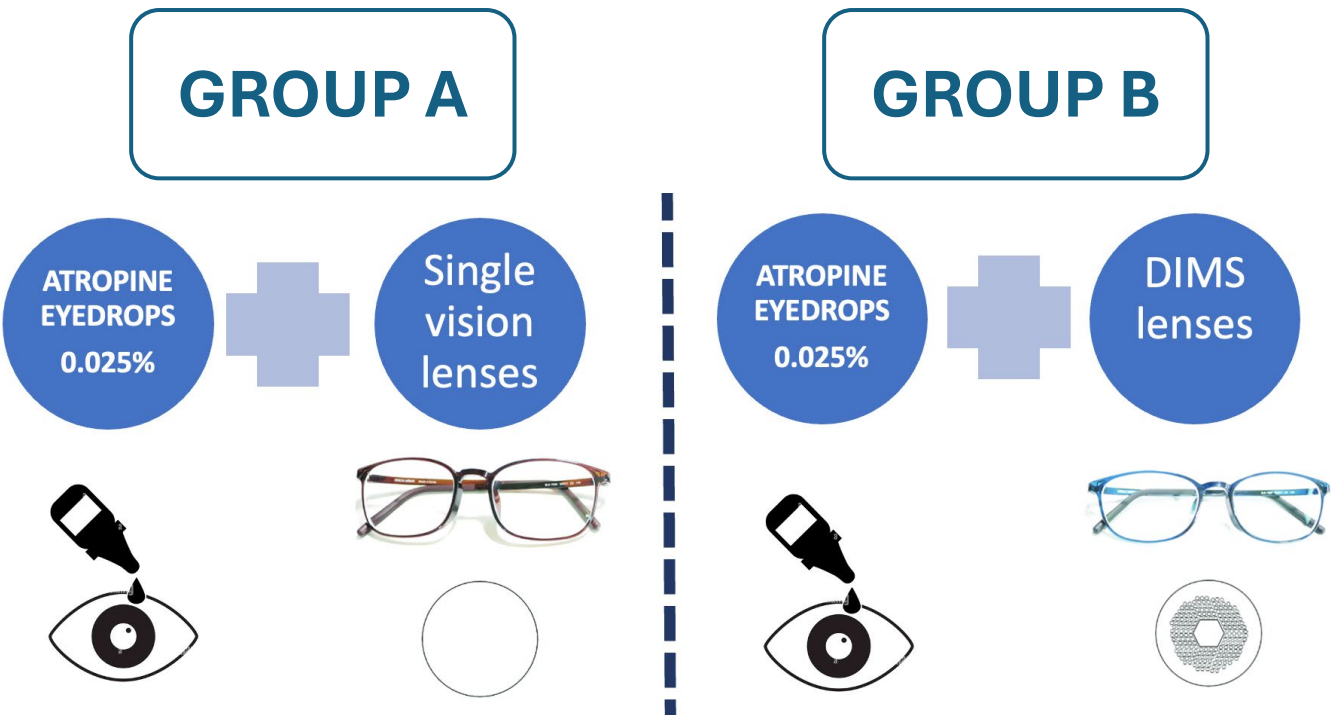 GROUP A
GROUP B
ATROPINE
EYEDROPS
0.025%
Single
vision
lenses
ATROPINE
EYEDROPS
0.025%
DIMS
lenses